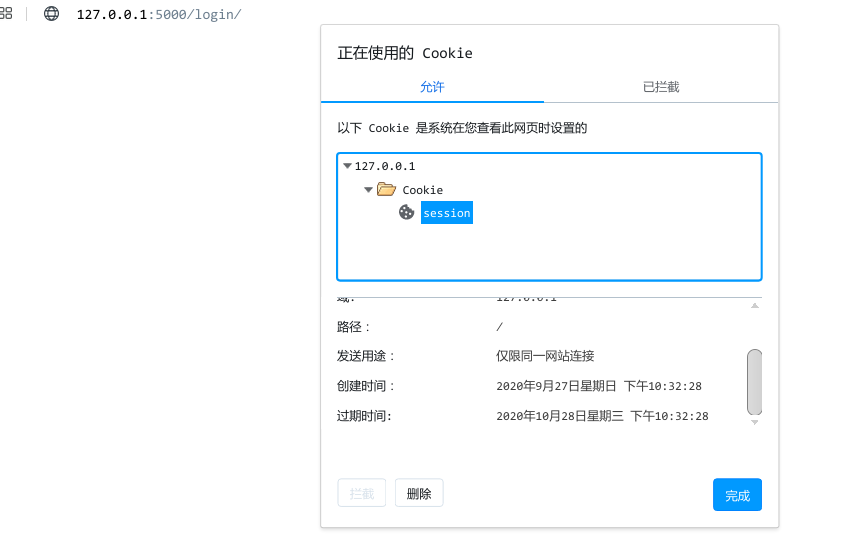 127.0.0.1:5000/login/
正在使用的 Cookie
允许 已拦截
以下 Cookie 是系统在您查看此网页时设置的
127.0.0.1
Cookie
session
域: 127.0.0.1
路径: /
发送用途: 仅限同一网站连接
创建时间: 2020年9月27日星期日 下午10:32:28
过期时间: 2020年10月28日星期三 下午10:32:28
拦截 删除 完成